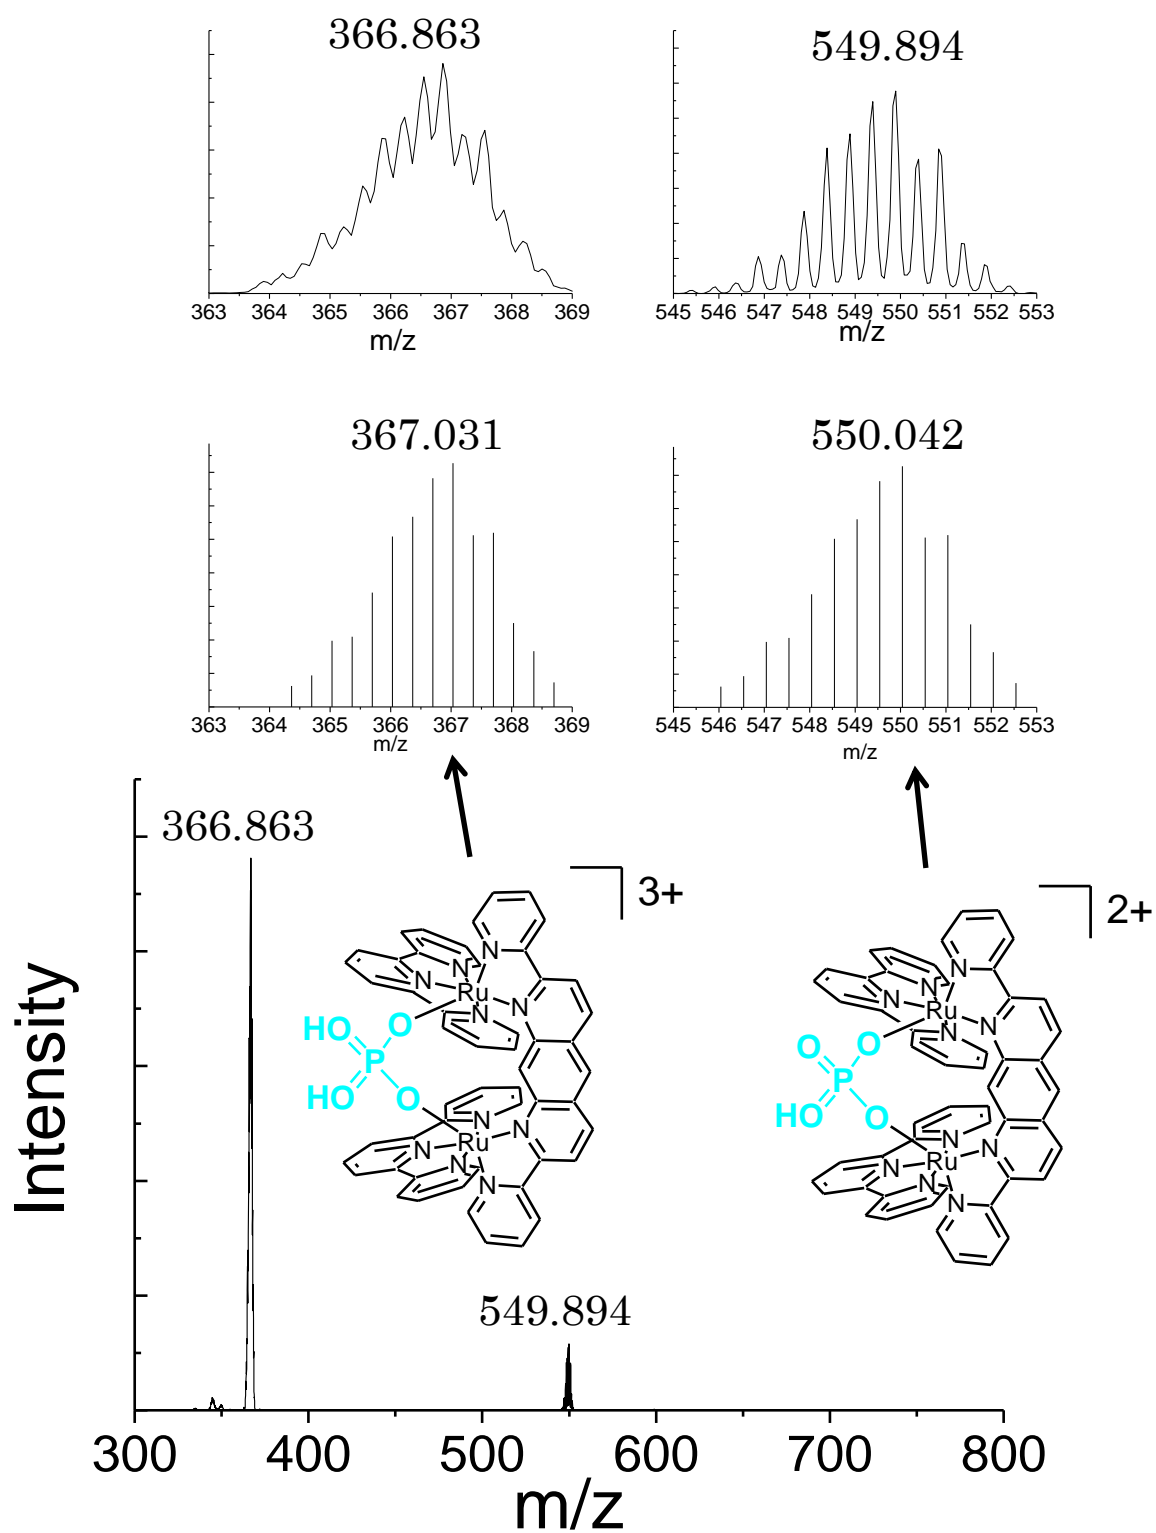 366.863
549.894
363 364 365 366 367 368 369
m/z
545 546 547 548 549 550 551 552 553
m/z
367.031
550.042
363 364 365 366 367 368 369
m/z
545 546 547 548 549 550 551 552 553
m/z
366.863
3+
2+
N
N
N
Ru
N
N
HO
O
P
HO
O
N
N
N
Ru
N
N
N
N
N
Ru
N
N
O
O
P
HO
O
N
N
N
Ru
N
N
Intensity
549.894
300 400 500 600 700 800
m/z